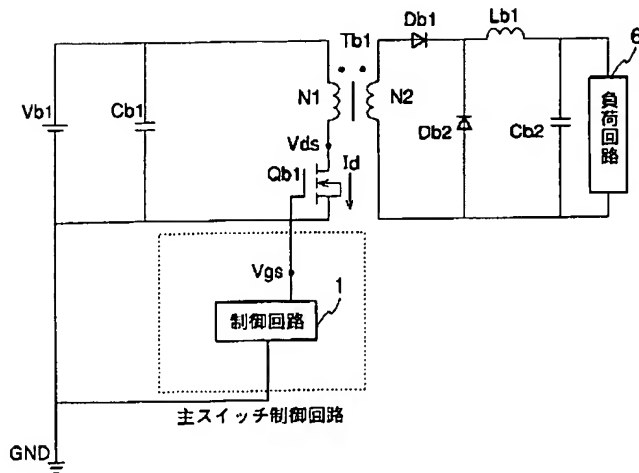 Db1
Lb1
6
Tb1
Vb1
Cb1
N1
N2
Db2
Cb2
負荷回路
Vds
Id
Qb1
Vgs
1
制御回路
主スイッチ制御回路
GND